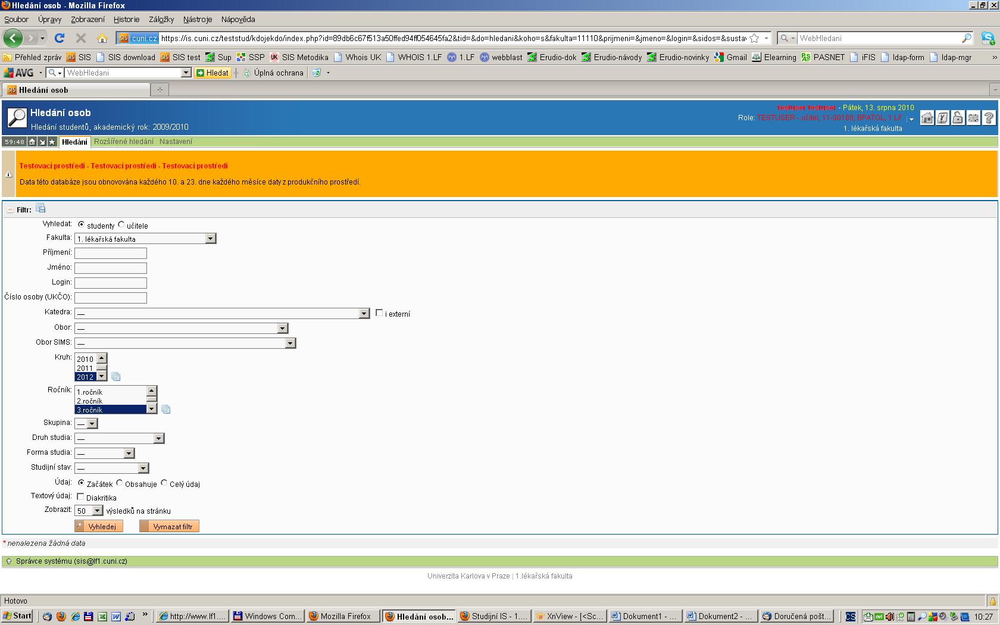 Hledání osob - Mozilla Firefox
Soubor Úpravy Zobrazení Historie Záložky Nástroje Nápověda
SIS cuni.cz https://is.cuni.cz/teststud/kdojekdo/index.php?id=89db6c67f513a50ffed94ff054645fa2&tid=&do=hledani&koho=s&fakulta=11110&prijmeni=&jmeno=&login=&sidos=&sustav WebHledani
Přehled zpráv SIS SIS download SIS test Sup SSP UK SIS Metodika Whois UK WHOIS 1.LF 1.LF webblast Erudio-dok Erudio-návody Erudio-novinky Gmail Elearning PASNET iFIS ldap-form ldap-mgr »
AVG WebHledani Hledat Úplná ochrana
SIS Hledání osob
Hledání osob
Hledání studentů, akademický rok: 2009/2010
testuser testuser - Pátek, 13. srpna 2010
Role: TESTUSER - učitel, 11-00180, BPATOL, 1.LF
1. lékařská fakulta
59:48 Hledání Rozšířené hledání Nastavení
Testovací prostředí - Testovací prostředí - Testovací prostředí
Data této databáze jsou obnovována každého 10. a 23. dne každého měsíce daty z produkčního prostředí.
Filtr:
Vyhledat: studenty učitele
Fakulta: 1. lékařská fakulta
Příjmení:
Jméno:
Login:
Číslo osoby (UKČO):
Katedra: — i externí
Obor: —
Obor SIMS: —
Kruh: 2010
2011
2012
Ročník: 1.ročník
2.ročník
3.ročník
Skupina: —
Druh studia: —
Forma studia: —
Studijní stav: —
Údaj: Začátek Obsahuje Celý údaj
Textový údaj: Diakritika
Zobrazit: 50 výsledků na stránku
Vyhledej Vymazat filtr
* nenalezena žádná data
Správce systému (sis@lf1.cuni.cz)
Univerzita Karlova v Praze | 1.lékařská fakulta
Hotovo
Start » http://www.lf1.... Windows Com... Mozilla Firefox Hledání osob... Studijní IS - 1.... XnView - [<Sc... Dokument1 - ... Dokument2 - ... Doručená pošt... CS 10:27